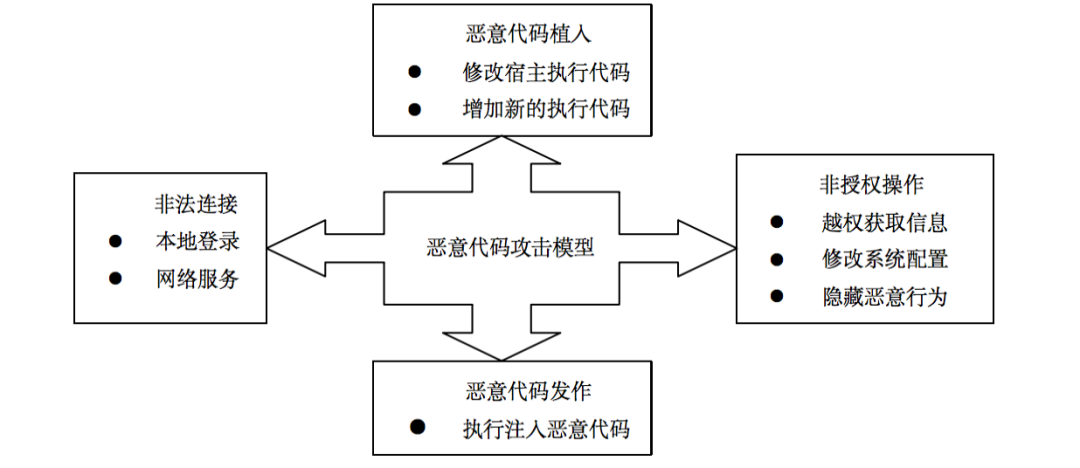 恶意代码植入
● 修改宿主执行代码
● 增加新的执行代码
非法连接
● 本地登录
● 网络服务
恶意代码攻击模型
非授权操作
● 越权获取信息
● 修改系统配置
● 隐藏恶意行为
恶意代码发作
● 执行注入恶意代码